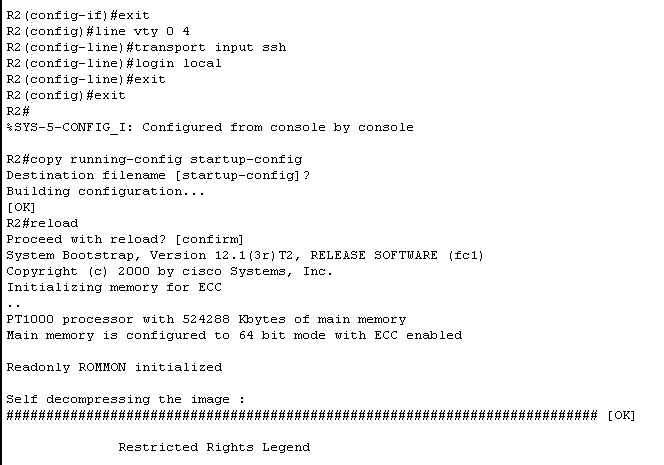 R2(config-if)#exit
R2(config)#line vty 0 4
R2(config-line)#transport input ssh
R2(config-line)#login local
R2(config-line)#exit
R2(config)#exit
R2#
%SYS-5-CONFIG_I: Configured from console by console
R2#copy running-config startup-config
Destination filename [startup-config]?
Building configuration...
[OK]
R2#reload
Proceed with reload? [confirm]
System Bootstrap, Version 12.1(3r)T2, RELEASE SOFTWARE (fc1)
Copyright (c) 2000 by cisco Systems, Inc.
Initializing memory for ECC
..
PT1000 processor with 524288 Kbytes of main memory
Main memory is configured to 64 bit mode with ECC enabled
Readonly ROMMON initialized
Self decompressing the image :
########################################################################## [OK]
Restricted Rights Legend